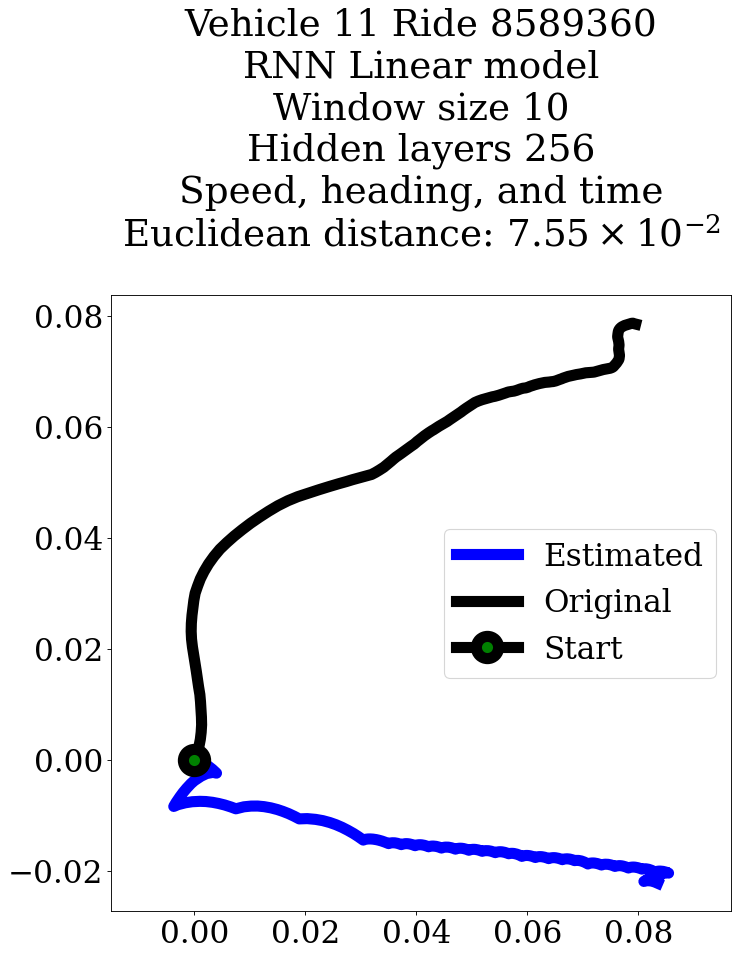 Vehicle 11 Ride 8589360
RNN Linear model
Window size 10
Hidden layers 256
Speed, heading, and time
Euclidean distance: 7.55 × 10⁻²
0.08
0.06
0.04
0.02
0.00
−0.02
Estimated
Original
Start
0.00 0.02 0.04 0.06 0.08